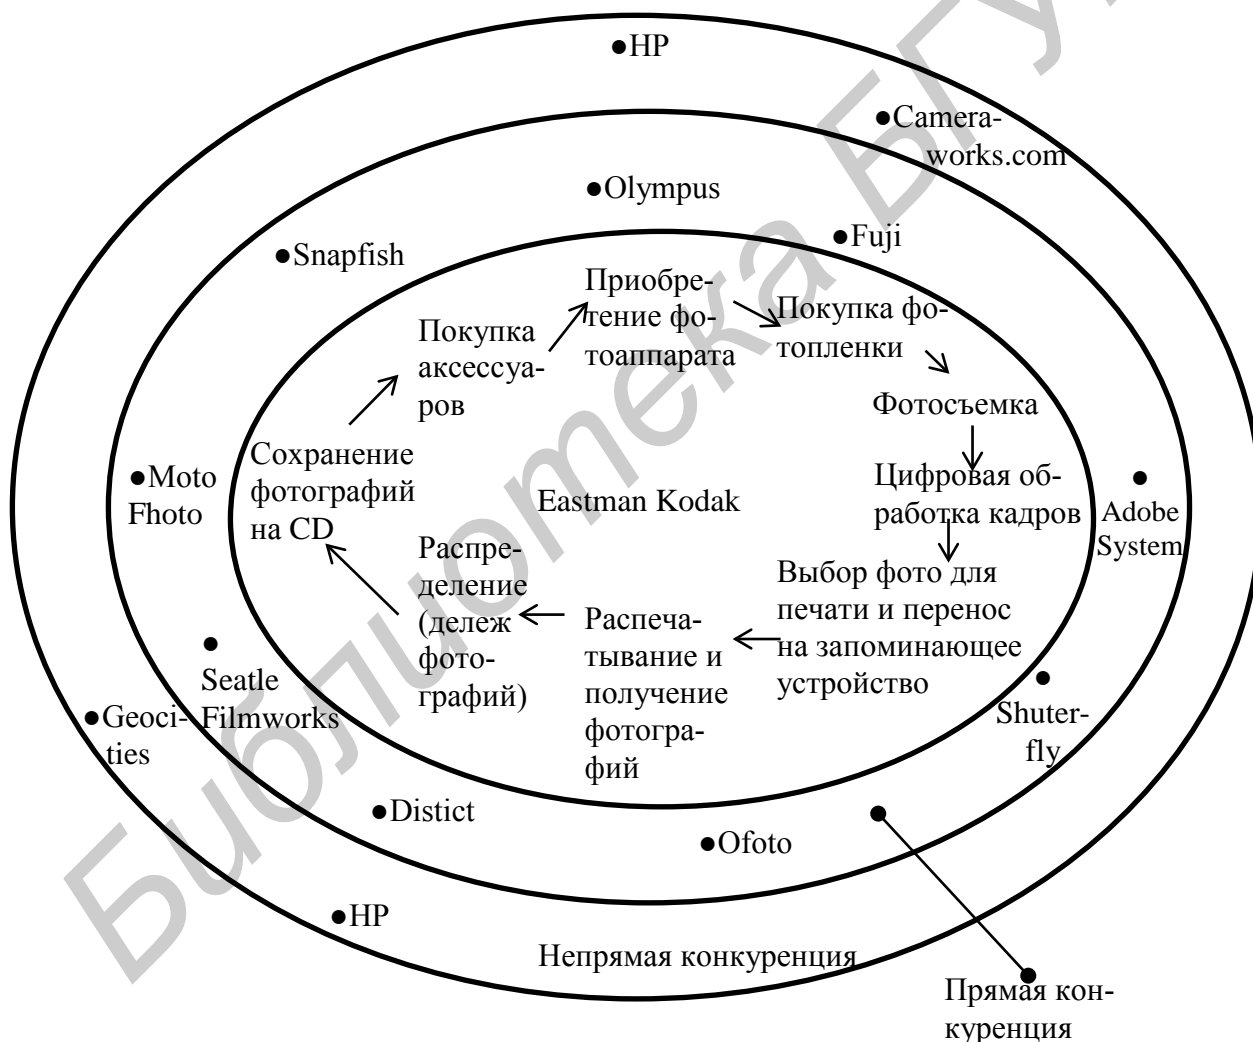 ●HP
●Camera-
works.com
●Olympus
●Fuji
●Snapfish
Приобре-
тение фо-
тоаппарата
Покупка фо-
топленки
Покупка
аксессуа-
ров
Фотосъемка
Сохранение
фотографий
на CD
●Moto
Fhoto
Eastman Kodak
Цифровая об-
работка кадров
Adobe
System
Распре-
деление
(дележ
фото-
графий)
Выбор фото для
печати и перенос
на запоминающее
устройство
Распеча-
тывание и
получение
фотогра-
фий
Seatle
Filmworks
●Geoci-
ties
Shuter-
fly
●Distict
●Ofoto
●HP
Непрямая конкуренция
Прямая кон-
куренция
Библиотека БГУ